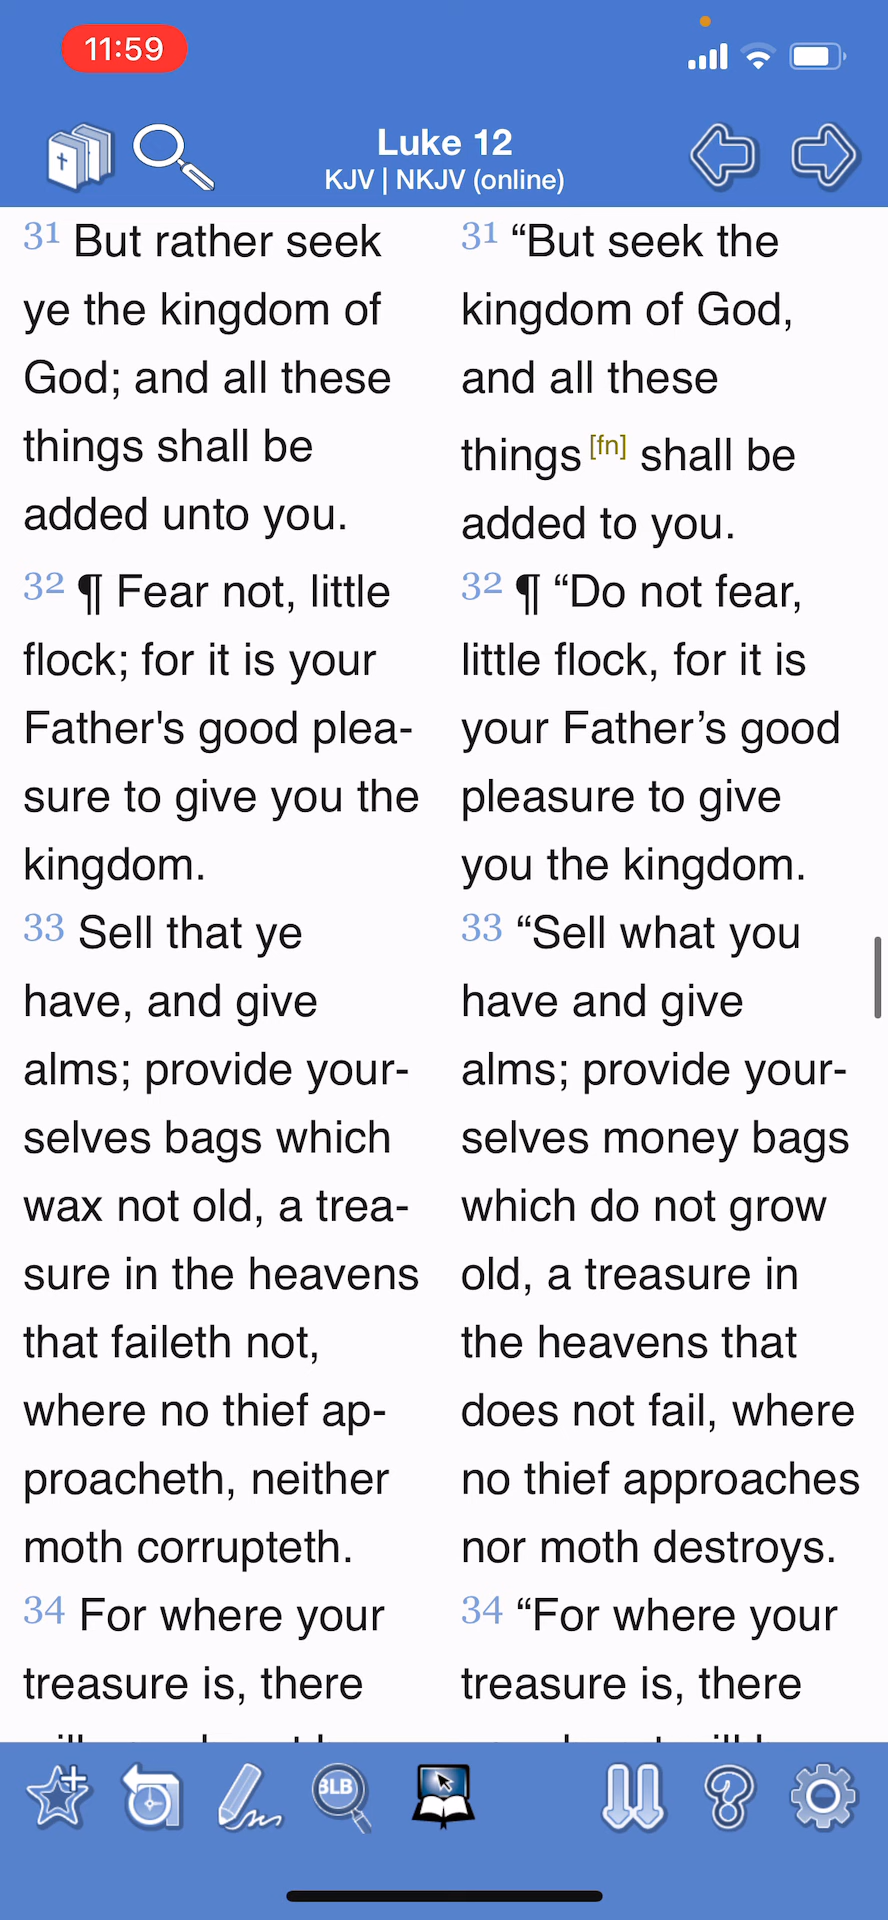 11:59
Luke 12
KJV | NKJV (online)
31 But rather seek
ye the kingdom of
God; and all these
things shall be
added unto you.
32 ¶ Fear not, little
flock; for it is your
Father's good plea-
sure to give you the
kingdom.
33 Sell that ye
have, and give
alms; provide your-
selves bags which
wax not old, a trea-
sure in the heavens
that faileth not,
where no thief ap-
proacheth, neither
moth corrupteth.
34 For where your
treasure is, there
31 “But seek the
kingdom of God,
and all these
things [fn] shall be
added to you.
32 ¶ “Do not fear,
little flock, for it is
your Father’s good
pleasure to give
you the kingdom.
33 “Sell what you
have and give
alms; provide your-
selves money bags
which do not grow
old, a treasure in
the heavens that
does not fail, where
no thief approaches
nor moth destroys.
34 “For where your
treasure is, there
BLB